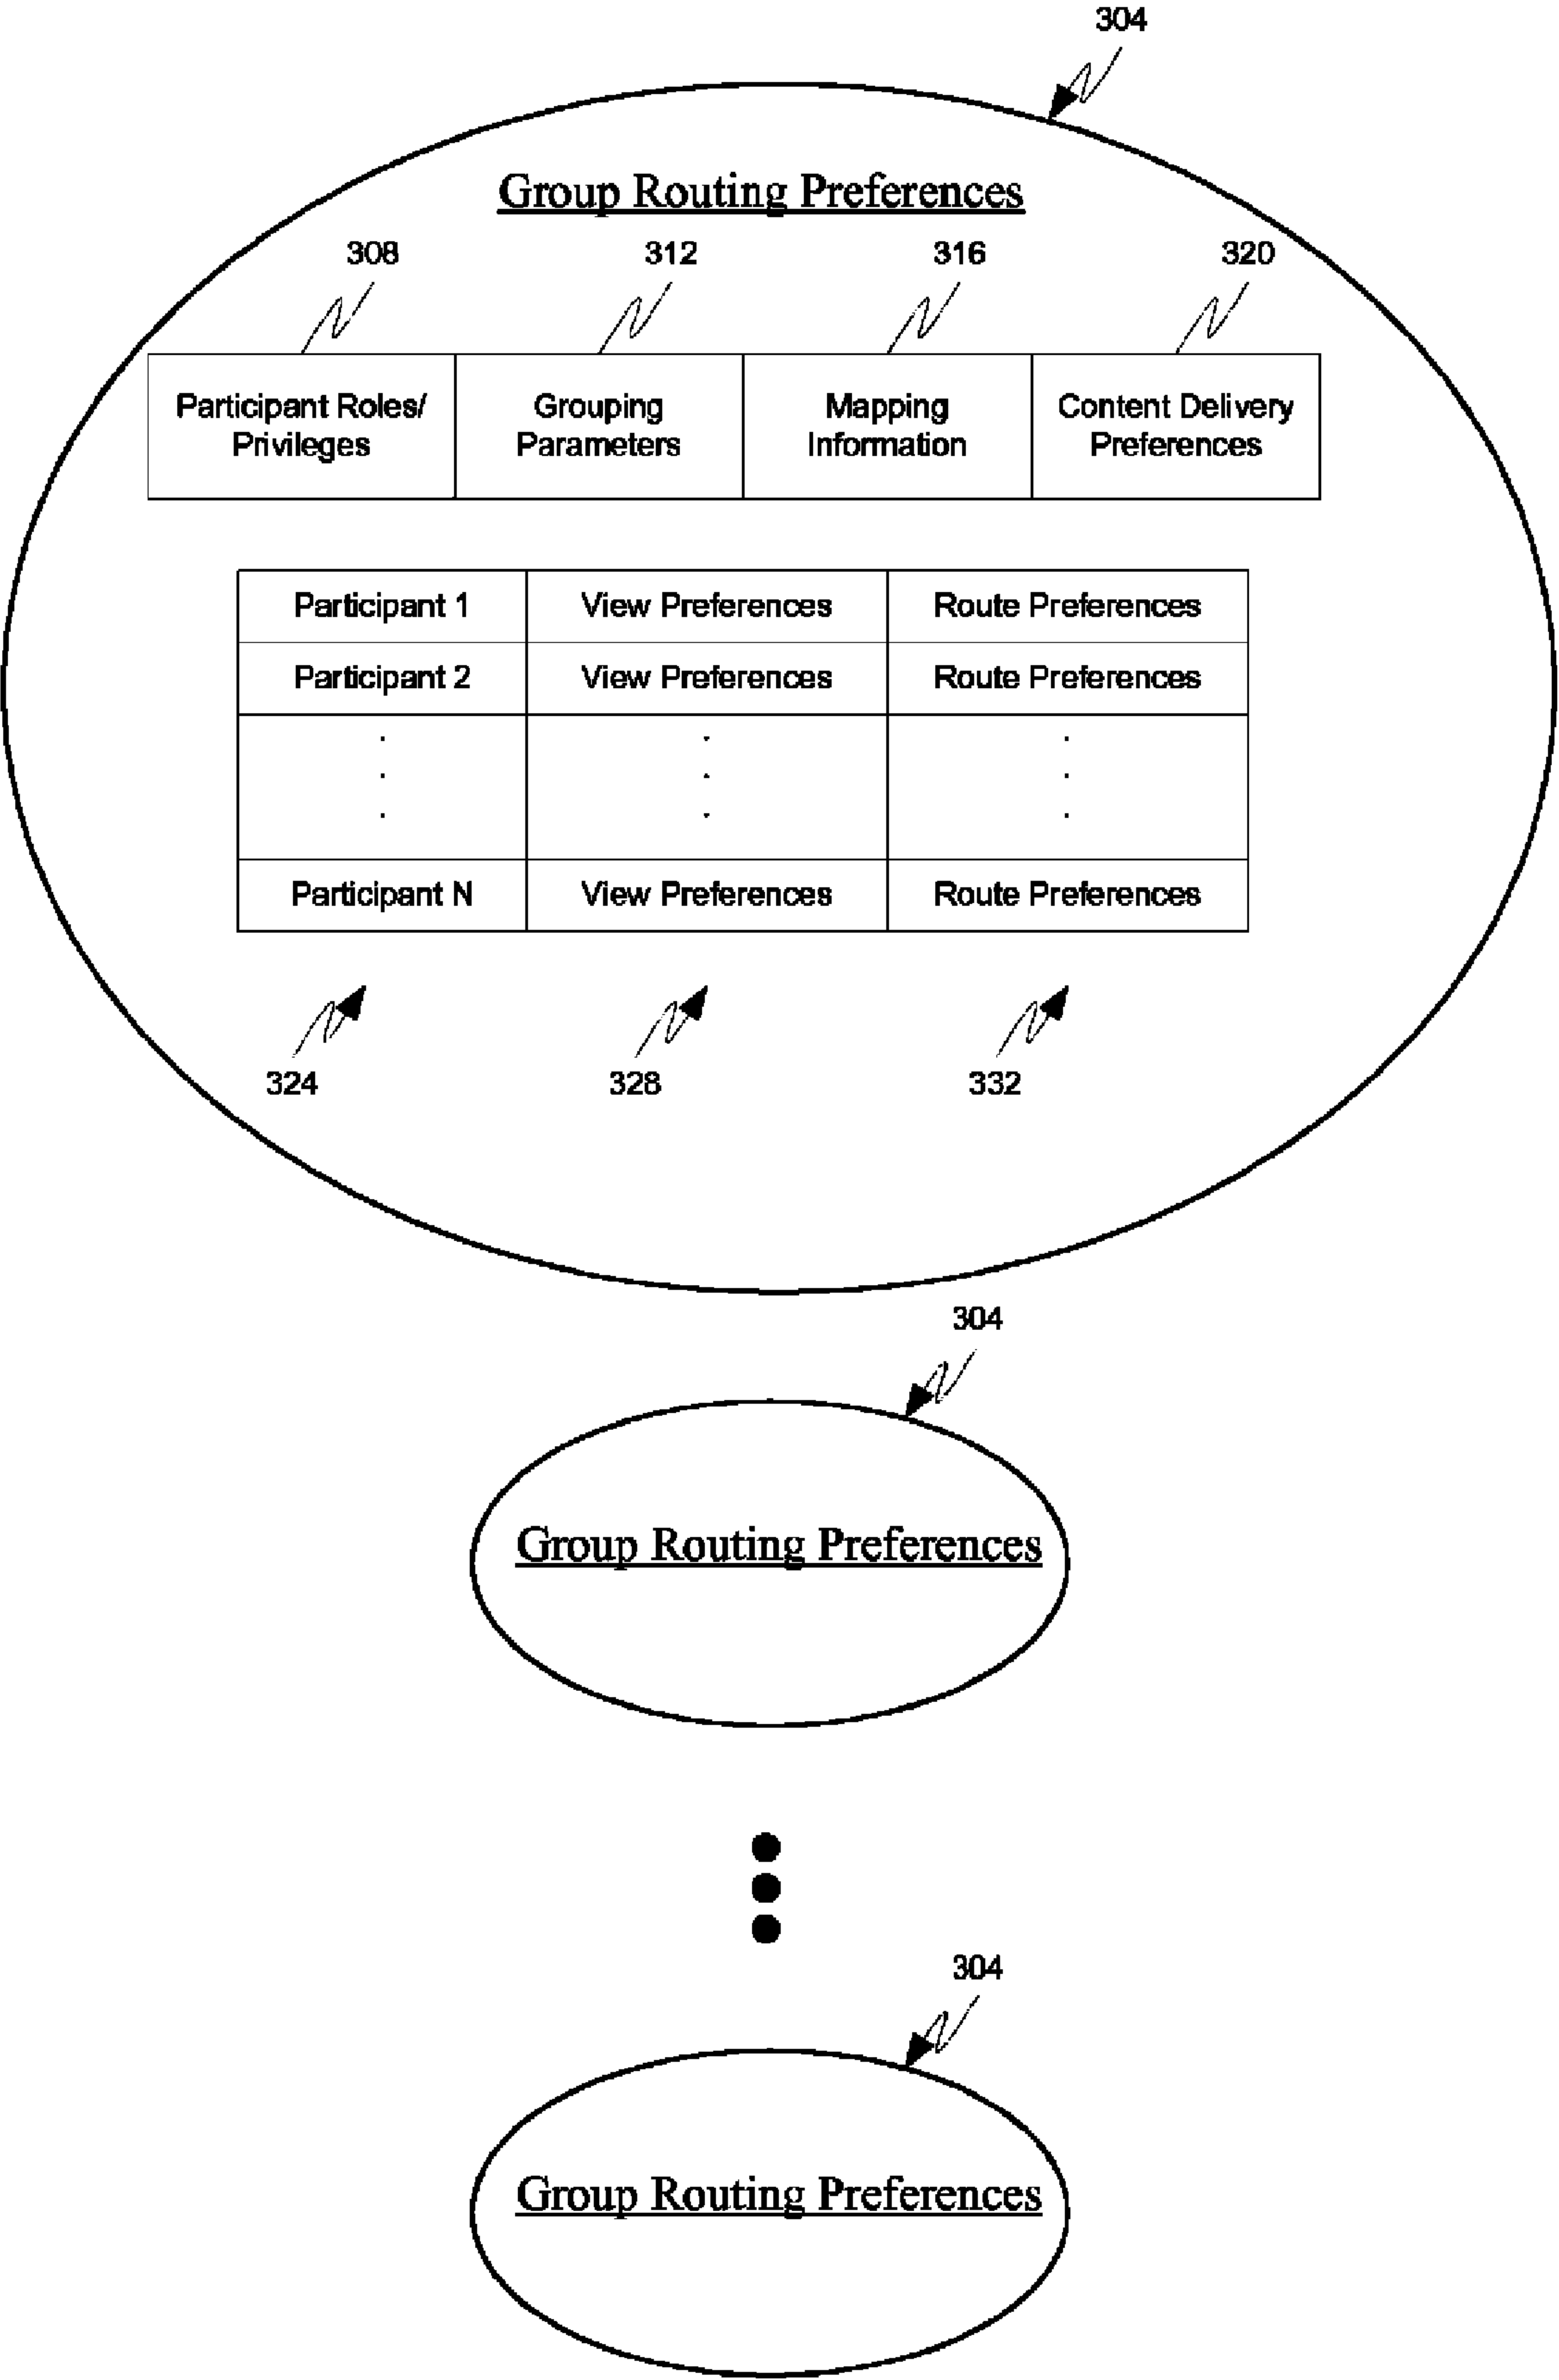 304
Group Routing Preferences
308 312 316 320
Participant Roles/ Grouping Mapping Content Delivery
Privileges Parameters Information Preferences
Participant 1 View Preferences Route Preferences
Participant 2 View Preferences Route Preferences
. . .
. . .
. . .
Participant N View Preferences Route Preferences
324 328 332
304
Group Routing Preferences
304
Group Routing Preferences